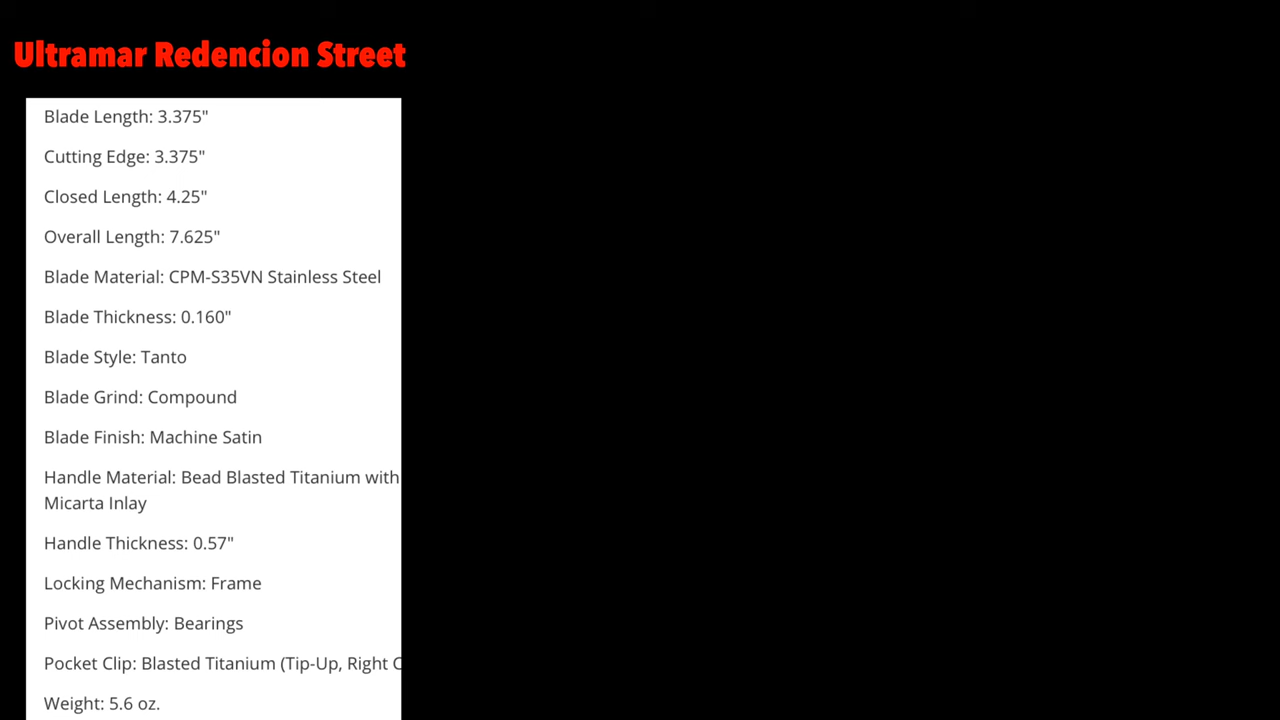 Ultramar Redencion Street
Blade Length: 3.375"
Cutting Edge: 3.375"
Closed Length: 4.25"
Overall Length: 7.625"
Blade Material: CPM-S35VN Stainless Steel
Blade Thickness: 0.160"
Blade Style: Tanto
Blade Grind: Compound
Blade Finish: Machine Satin
Handle Material: Bead Blasted Titanium with
Micarta Inlay
Handle Thickness: 0.57"
Locking Mechanism: Frame
Pivot Assembly: Bearings
Pocket Clip: Blasted Titanium (Tip-Up, Right
Weight: 5.6 oz.